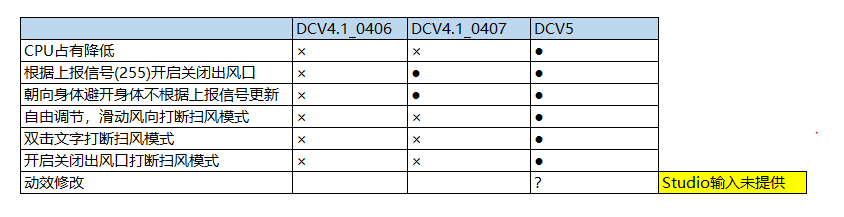 DCV4.1_0406 DCV4.1_0407 DCV5
CPU占有降低 × × ●
根据上报信号(255)开启关闭出风口 × ● ●
朝向身体避开身体不根据上报信号更新 × ● ●
自由调节，滑动风向打断扫风模式 × × ●
双击文字打断扫风模式 × × ●
开启关闭出风口打断扫风模式 × × ●
动效修改 ? Studio输入未提供